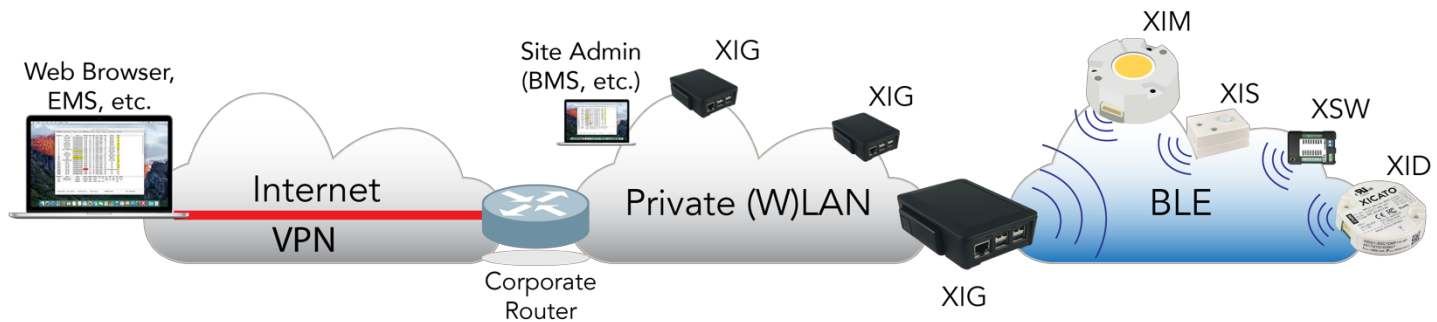 Web Browser,
EMS, etc.
Internet
VPN
Corporate
Router
Site Admin
(BMS, etc.)
XIG
XIG
Private (W)LAN
XIG
BLE
XIM
XIS
XSW
XID
XICATO